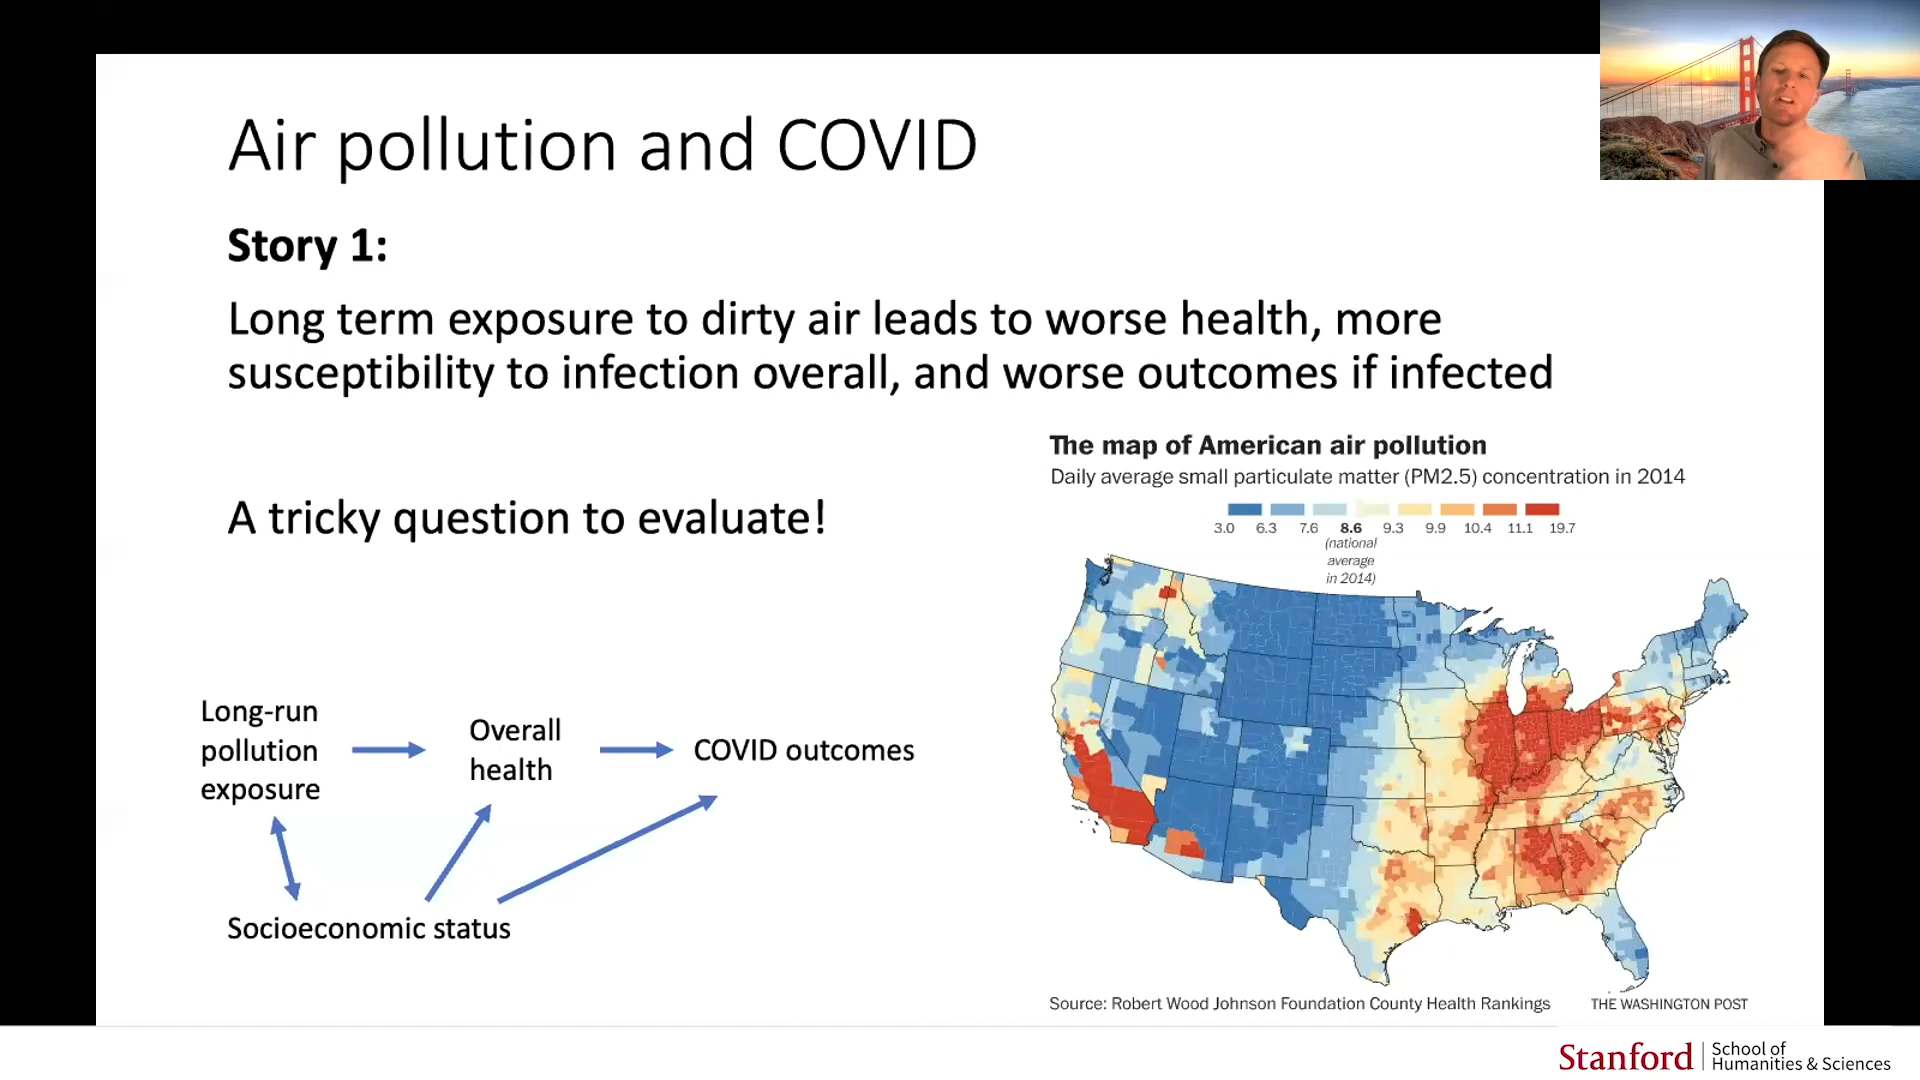 Air pollution and COVID
Story 1:
Long term exposure to dirty air leads to worse health, more
susceptibility to infection overall, and worse outcomes if infected
A tricky question to evaluate!
Long-run
pollution
exposure
Overall
health
COVID outcomes
Socioeconomic status
The map of American air pollution
Daily average small particulate matter (PM2.5) concentration in 2014
3.0 6.3 7.6 8.6 9.3 9.9 10.4 11.1 19.7
(national
average
in 2014)
Source: Robert Wood Johnson Foundation County Health Rankings THE WASHINGTON POST
Stanford
School of
Humanities & Sciences